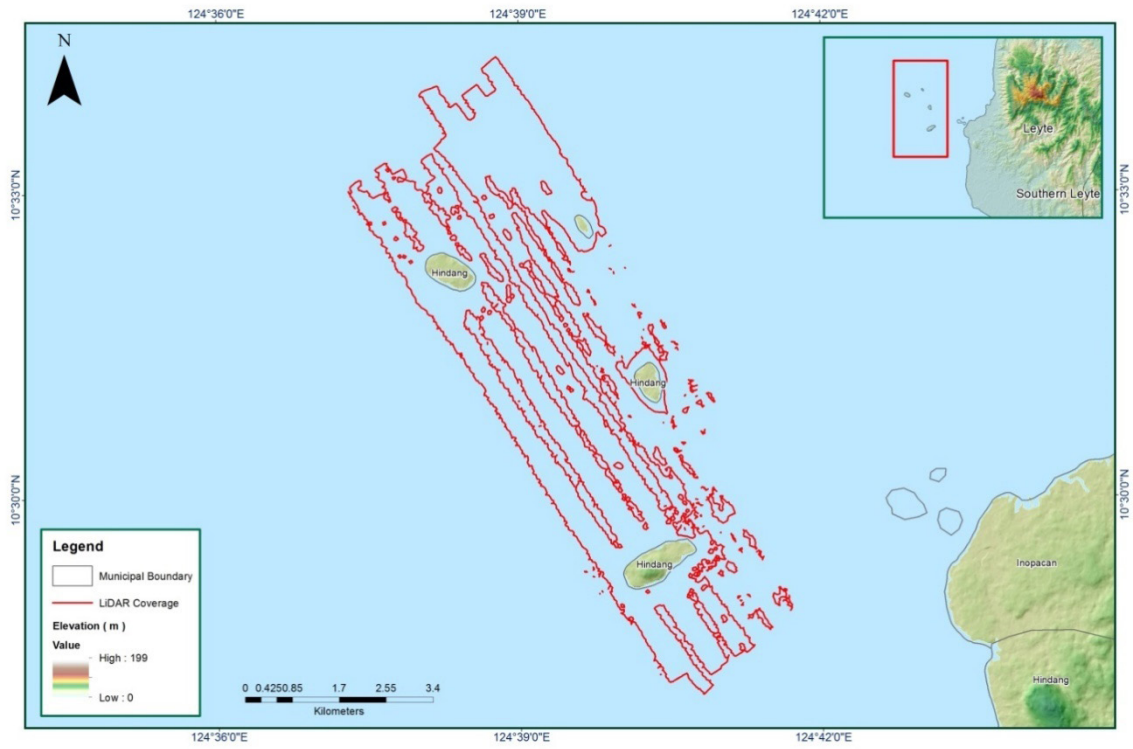 124°36'0"E
124°39'0"E
124°42'0"E
N
Leyte
Southern Leyte
10°33'0"N
10°33'0"N
Hindang
Hindang
10°30'0"N
10°30'0"N
Hindang
Inopacan
Hindang
Legend
Municipal Boundary
LiDAR Coverage
Elevation ( m )
Value
High : 199
Low : 0
0 0.4250.85 1.7 2.55 3.4
Kilometers
124°36'0"E
124°39'0"E
124°42'0"E